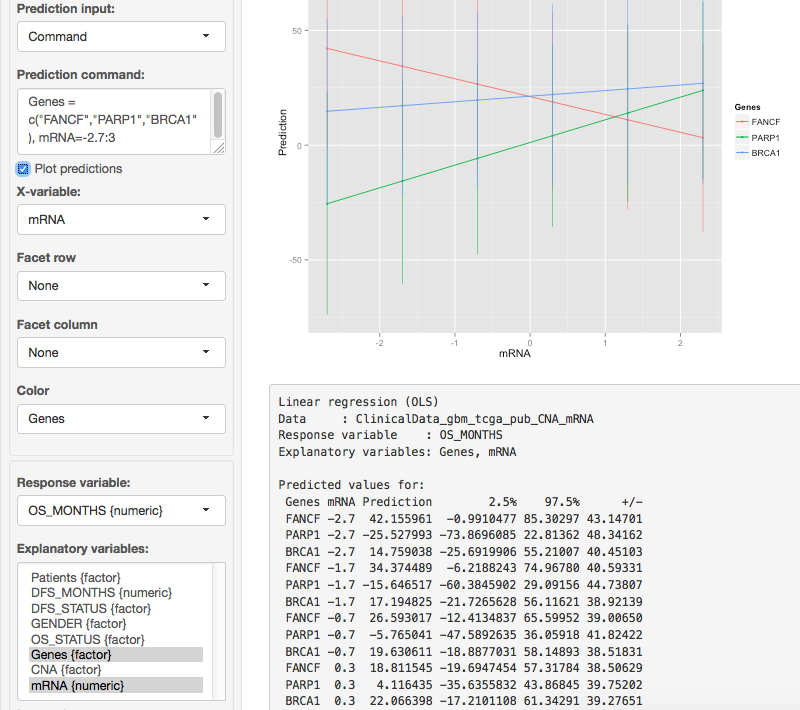 Prediction input:
Command
Prediction command:
Genes =
c("FANCF","PARP1","BRCA1"
), mRNA=-2.7:3
Plot predictions
X-variable:
mRNA
Facet row
None
Facet column
None
Color
Genes
Response variable:
OS_MONTHS {numeric}
Explanatory variables:
Patients {factor}
DFS_MONTHS {numeric}
DFS_STATUS {factor}
GENDER {factor}
OS_STATUS {factor}
Genes {factor}
CNA {factor}
mRNA {numeric}
50
0
-50
Prediction
-2
-1
0
1
2
mRNA
Genes
FANCF
PARP1
BRCA1
Linear regression (OLS)
Data     : ClinicalData_gbm_tcga_pub_CNA_mRNA
Response variable    : OS_MONTHS
Explanatory variables: Genes, mRNA
Predicted values for:
Genes mRNA Prediction        2.5%    97.5%      +/-
FANCF -2.7  42.155961  -0.9910477 85.30297 43.14701
PARP1 -2.7 -25.527993 -73.8696085 22.81362 48.34162
BRCA1 -2.7  14.759038 -25.6919906 55.21007 40.45103
FANCF -1.7  34.374489  -6.2188243 74.96780 40.59331
PARP1 -1.7 -15.646517 -60.3845902 29.09156 44.73807
BRCA1 -1.7  17.194825 -21.7265628 56.11621 38.92139
FANCF -0.7  26.593017 -12.4134837 65.59952 39.00650
PARP1 -0.7  -5.765041 -47.5892635 36.05918 41.82422
BRCA1 -0.7  19.630611 -18.8877031 58.14893 38.51831
FANCF  0.3  18.811545 -19.6947454 57.31784 38.50629
PARP1  0.3   4.116435 -35.6355832 43.86845 39.75202
BRCA1  0.3  22.066398 -17.2101108 61.34291 39.27651